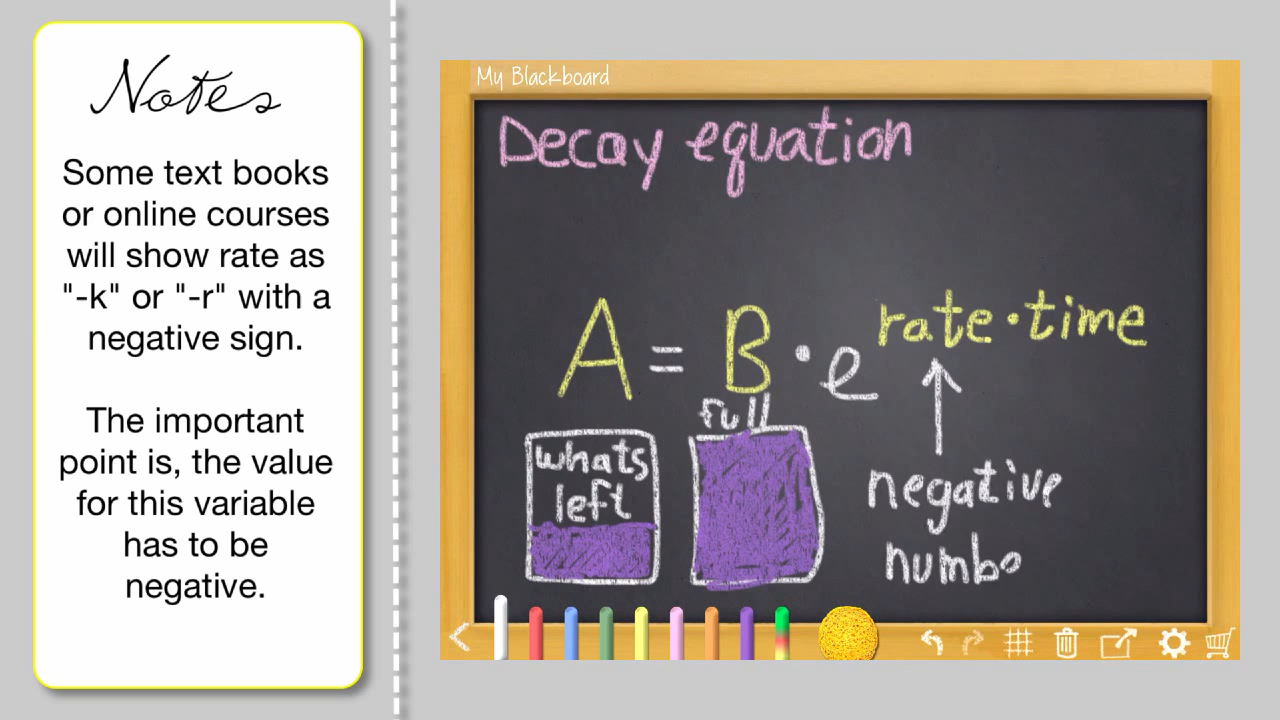 Notes
Some text books
or online courses
will show rate as
"-k" or "-r" with a
negative sign.
The important
point is, the value
for this variable
has to be
negative.
My Blackboard
Decay equation
A = B · e rate · time
full
whats
left
negative
numbe